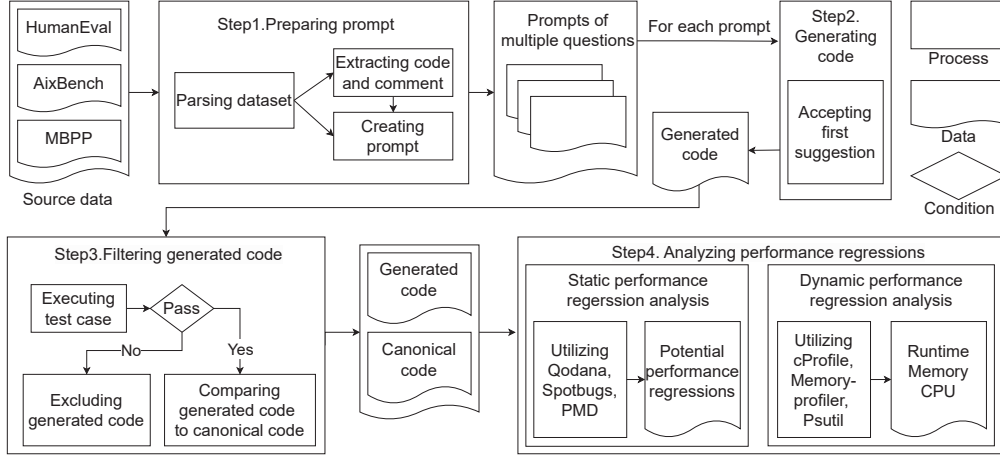 HumanEval
AixBench
MBPP
Source data
Step1.Preparing prompt
Parsing dataset
Extracting code
and comment
Creating
prompt
Prompts of
multiple questions
For each prompt
Step2.
Generating
code
Accepting
first
suggestion
Generated
code
Process
Data
Condition
Step3.Filtering generated code
Executing
test case
Pass
No
Yes
Excluding
generated code
Comparing
generated code
to canonical code
Generated
code
Canonical
code
Step4. Analyzing performance regressions
Static performance
regerssion analysis
Utilizing
Qodana,
Spotbugs,
PMD
Potential
performance
regressions
Dynamic performance
regression analysis
Utilizing
cProfile,
Memory-
profiler,
Psutil
Runtime
Memory
CPU